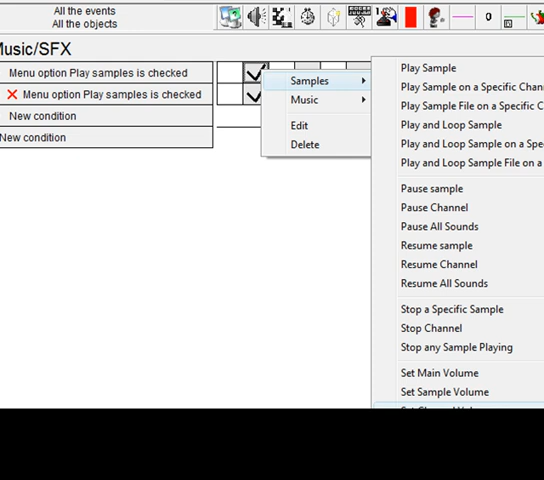 All the events
All the objects
0
Music/SFX
Menu option Play samples is checked
Menu option Play samples is checked
New condition
New condition
Samples
Music
Edit
Delete
Play Sample
Play Sample on a Specific Chan
Play Sample File on a Specific C
Play and Loop Sample
Play and Loop Sample on a Spe
Play and Loop Sample File on a
Pause sample
Pause Channel
Pause All Sounds
Resume sample
Resume Channel
Resume All Sounds
Stop a Specific Sample
Stop Channel
Stop any Sample Playing
Set Main Volume
Set Sample Volume